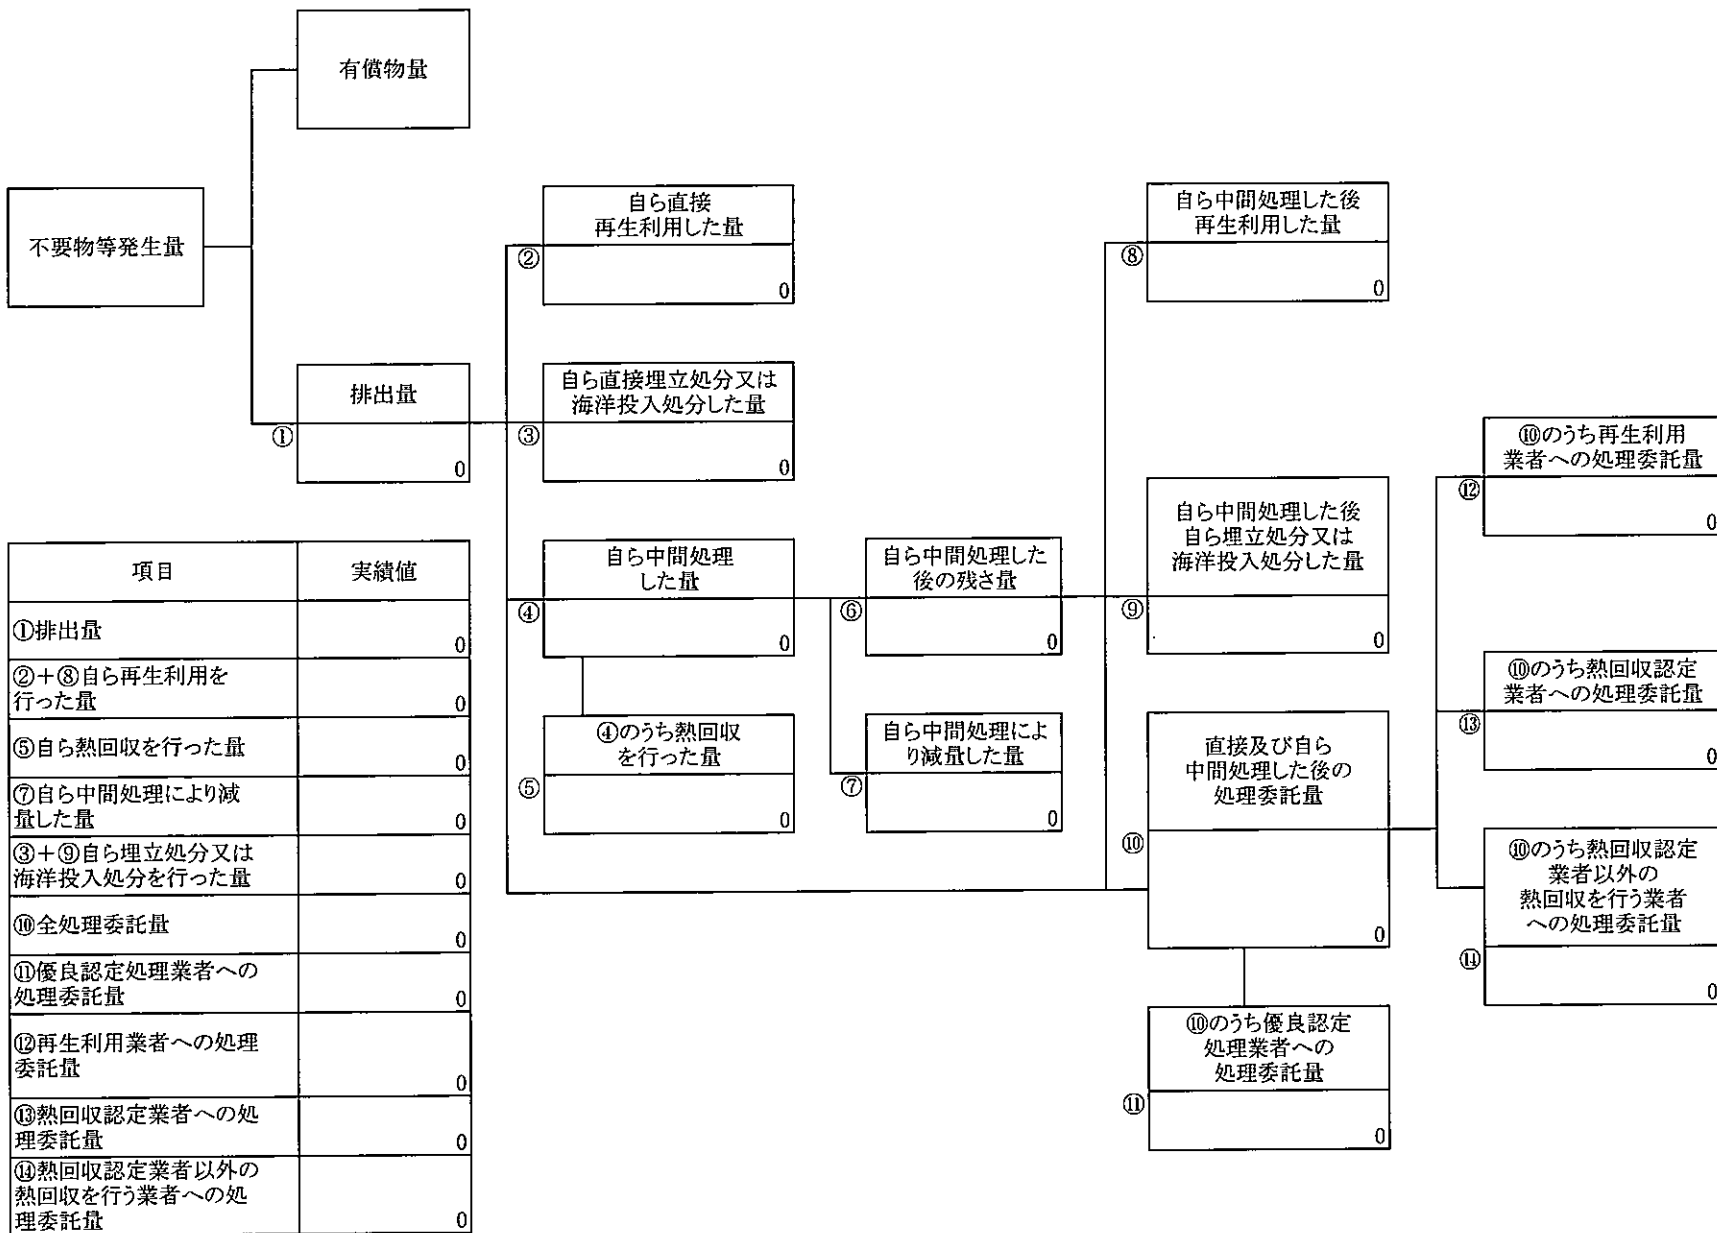 有償物量
不要物等発生量
排出量
①
0
自ら直接
再生利用した量
②
0
自ら直接埋立処分又は
海洋投入処分した量
③
0
自ら中間処理
した量
④
0
④のうち熱回収
を行った量
⑤
0
自ら中間処理した
後の残さ量
⑥
0
自ら中間処理によ
り減量した量
⑦
0
自ら中間処理した後
再生利用した量
⑧
0
自ら中間処理した後
自ら埋立処分又は
海洋投入処分した量
⑨
0
直接及び自ら
中間処理した後の
処理委託量
⑩
0
⑩のうち優良認定
処理業者への
処理委託量
⑪
0
⑩のうち再生利用
業者への処理委託量
⑫
0
⑩のうち熱回収認定
業者への処理委託量
⑬
0
⑩のうち熱回収認定
業者以外の
熱回収を行う業者
への処理委託量
⑭
0
項目 実績値
①排出量
0
②+⑧自ら再生利用を
行った量 0
⑤自ら熱回収を行った量
0
⑦自ら中間処理により減
量した量 0
③+⑨自ら埋立処分又は
海洋投入処分を行った量 0
⑩全処理委託量
0
⑪優良認定処理業者への
処理委託量 0
⑫再生利用業者への処理
委託量
0
⑬熱回収認定業者への処
理委託量 0
⑭熱回収認定業者以外の
熱回収を行う業者への処
理委託量 0